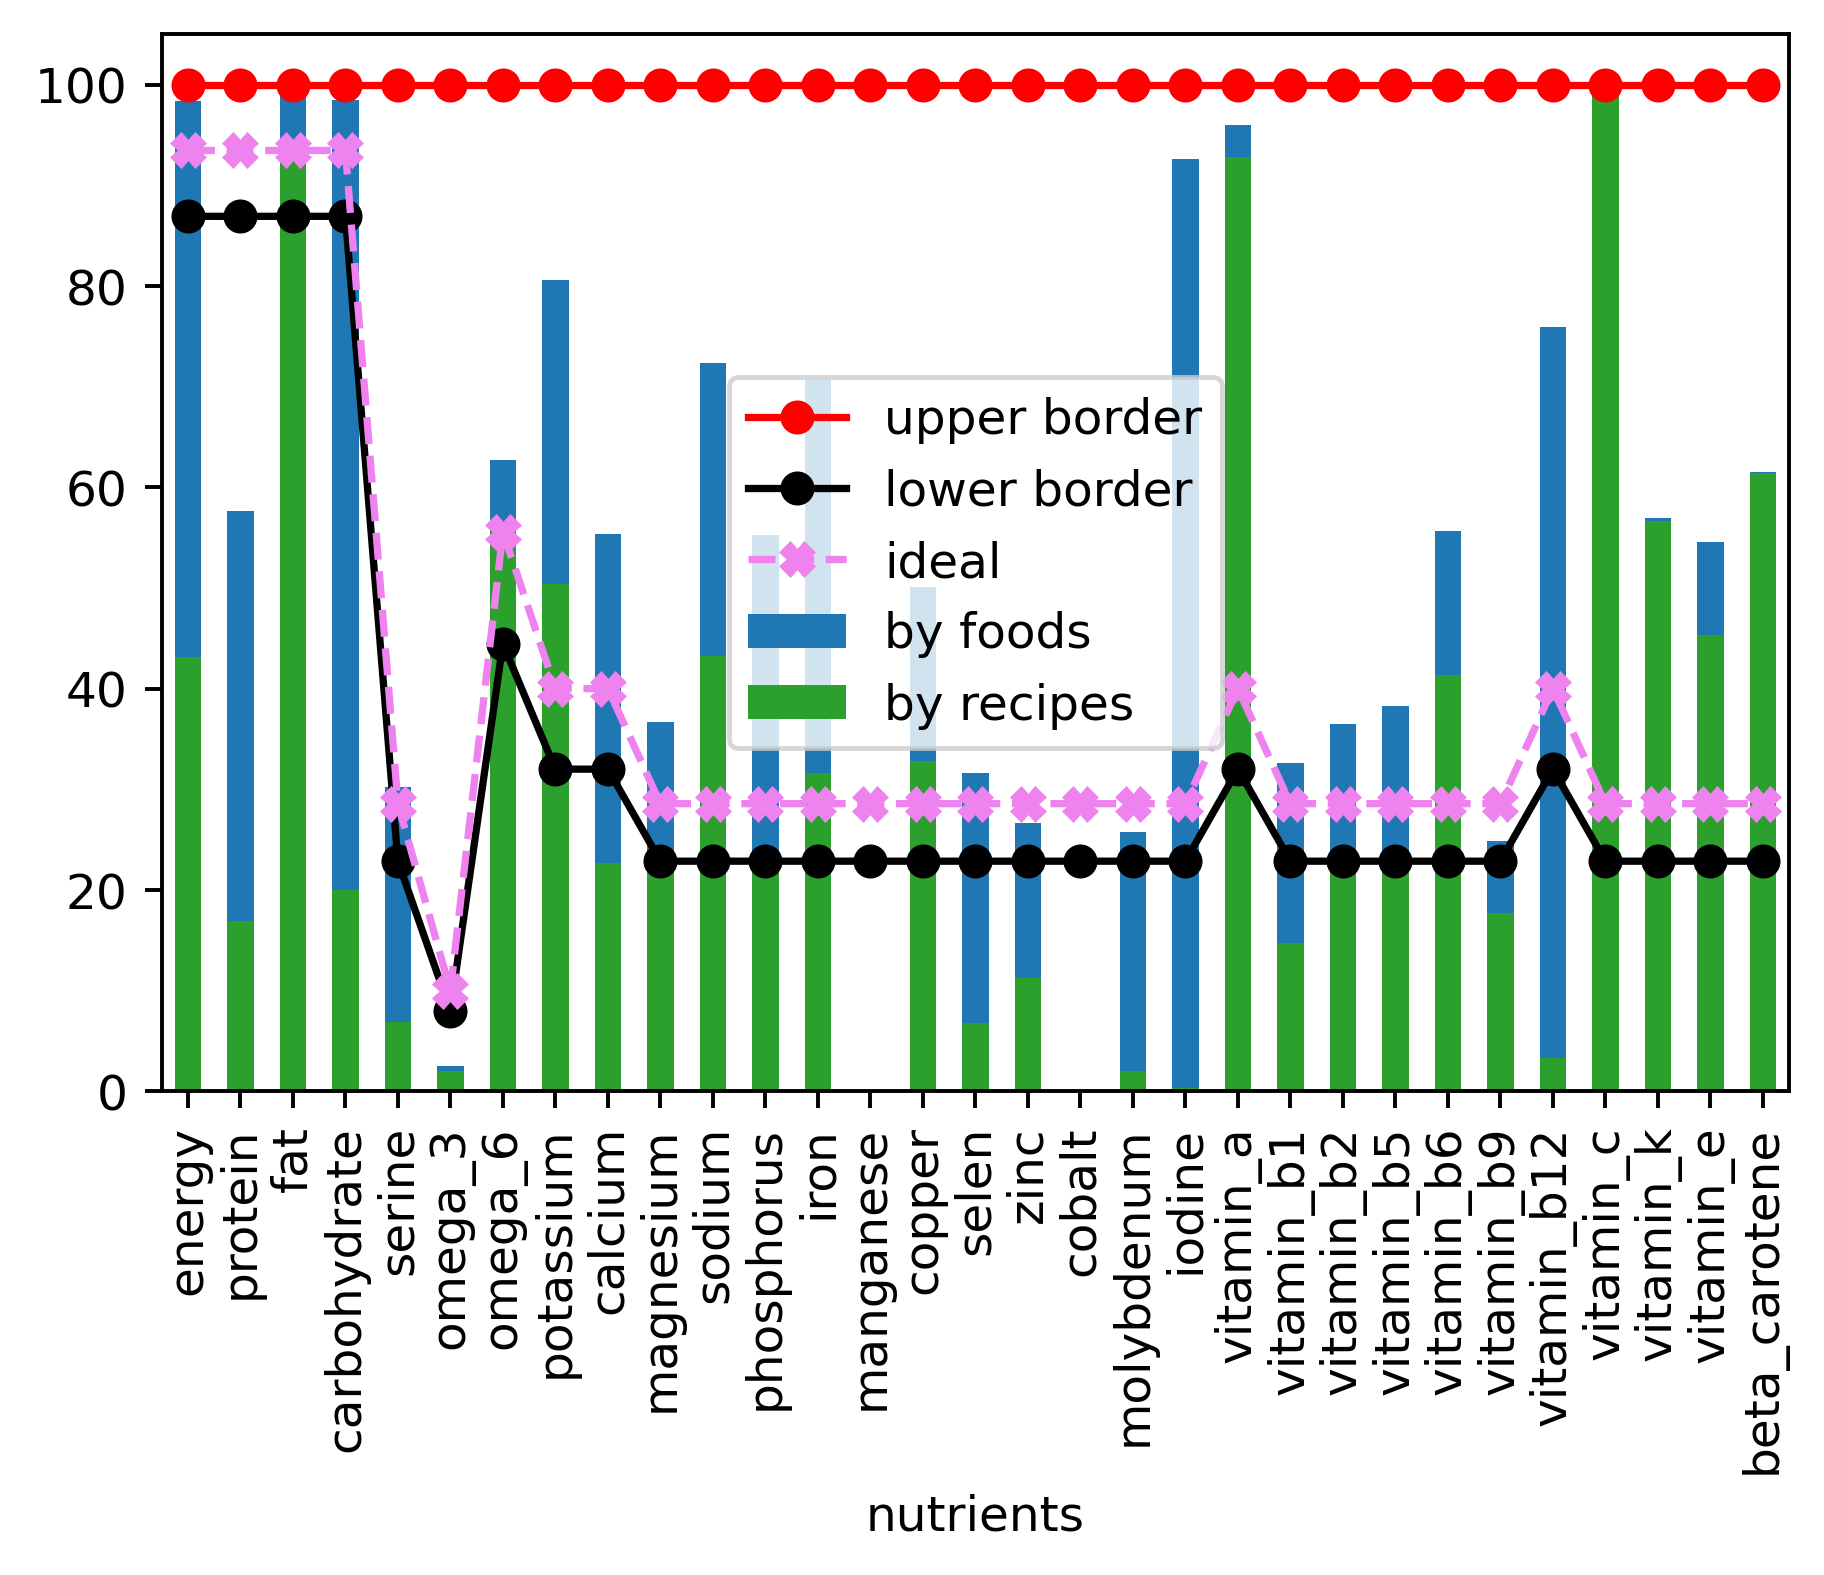 100
80
60
40
20
0
upper border
lower border
ideal
by foods
by recipes
energy
protein
fat
carbohydrate
serine
omega_3
omega_6
potassium
calcium
magnesium
sodium
phosphorus
iron
manganese
copper
selen
zinc
cobalt
molybdenum
iodine
vitamin_a
vitamin_b1
vitamin_b2
vitamin_b5
vitamin_b6
vitamin_b9
vitamin_b12
vitamin_c
vitamin_k
vitamin_e
beta_carotene
nutrients